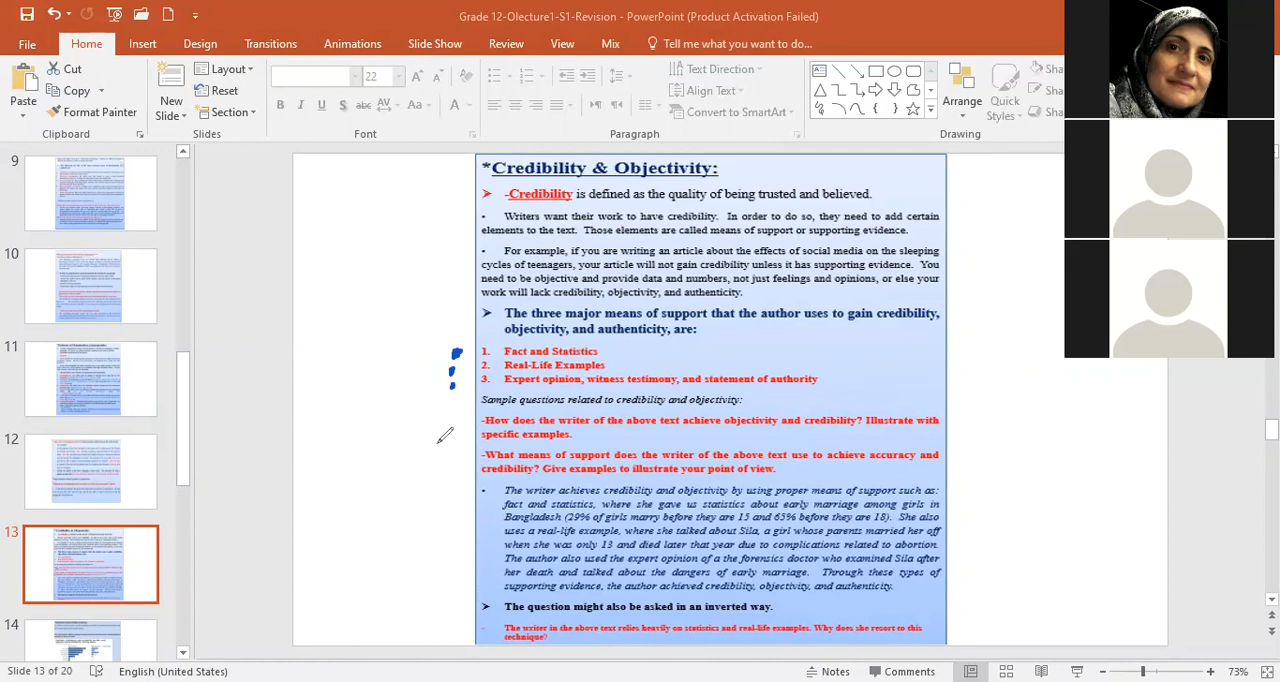 Grade 12-Olecture1-S1-Revision - PowerPoint (Product Activation Failed)
File Home Insert Design Transitions Animations Slide Show Review View Mix Tell me what you want to do...
Paste Cut Copy Format Painter
Clipboard
New Slide Layout Reset Section
Slides
22
B I U S abc AV Aa A
Font
Text Direction Align Text Convert to SmartArt
Paragraph
Arrange Quick Styles Sha Sha Sha
Drawing
9
10
11
12
13
14
*Credibility & Objectivity:
➢ -Credibility is defined as the quality of being trusted and believed.
• Writers want their work to have credibility. In order to do so, they need to add certain
elements to the text. Those elements are called means of support or supporting evidence.
• For example, if you are writing an article about the effects of social media on the sleeping
cycles of teenagers, your article will not gain credibility unless it has supporting evidence. You
need to be objective and provide data and numbers, not just feelings and opinions, or else your
work will lack credibility, objectivity, and authenticity.
➢ The three major means of support that the author uses to gain credibility,
objectivity, and authenticity, are:
1. Fact and Statistics
2. Real-Life Examples
3. Expert opinion, witness testimony, and statement of authority
Sample questions related to credibility and objectivity:
-How does the writer of the above text achieve objectivity and credibility? Illustrate with
specific examples.
-What means of support does the writer of the above text use to achieve accuracy and
credibility? Give examples to illustrate your point of view.
• The writer achieves credibility and objectivity by using proper means of support such as:
fact and statistics, where she gave us statistics about early marriage among girls in
Bangladesh (29% of girls marry before they are 15 and 65% before they are 18). She also
uses a real-life example, where she talked about Sila, a girl whose parents married her off
when she was only 13 and died later that year due to complications related to abortion.
The author also used the expert opinion of a the forensics doctor who examined Sila after
her death and talked about the dangers of early marriage. Through these types of
supporting evidence, the author achieved credibility, objectivity, and authenticity.
➢ The question might also be asked in an inverted way.
- The writer in the above text relies heavily on statistics and real-life examples. Why does she resort to this
technique?
Slide 13 of 20 English (United States) Notes Comments 73%